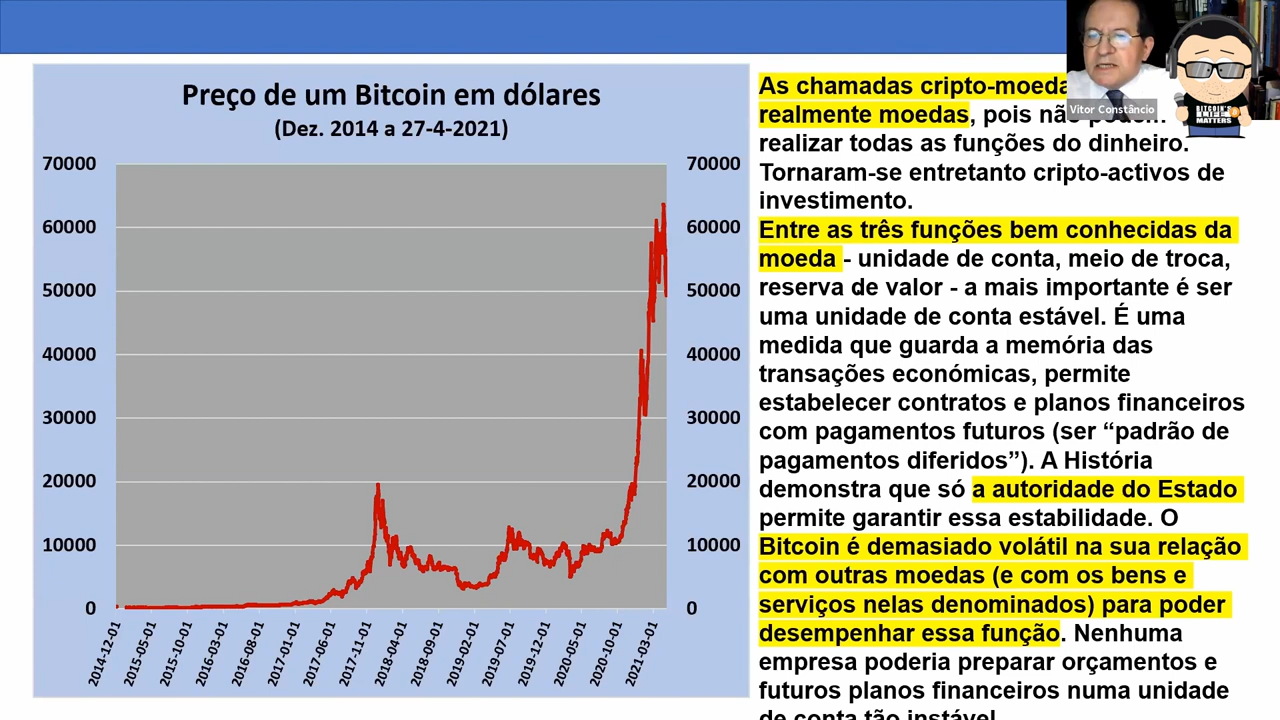 Preço de um Bitcoin em dólares
(Dez. 2014 a 27-4-2021)
70000
60000
50000
40000
30000
20000
10000
0
70000
60000
50000
40000
30000
20000
10000
0
2014-12-01
2015-05-01
2015-10-01
2016-03-01
2016-08-01
2017-01-01
2017-06-01
2017-11-01
2018-04-01
2018-09-01
2019-02-01
2019-07-01
2019-12-01
2020-05-01
2020-10-01
2021-03-01
As chamadas cripto-moeda
realmente moedas, pois não
realizar todas as funções do dinheiro.
Tornaram-se entretanto cripto-activos de
investimento.
Entre as três funções bem conhecidas da
moeda - unidade de conta, meio de troca,
reserva de valor - a mais importante é ser
uma unidade de conta estável. É uma
medida que guarda a memória das
transações económicas, permite
estabelecer contratos e planos financeiros
com pagamentos futuros (ser “padrão de
pagamentos diferidos”). A História
demonstra que só a autoridade do Estado
permite garantir essa estabilidade. O
Bitcoin é demasiado volátil na sua relação
com outras moedas (e com os bens e
serviços nelas denominados) para poder
desempenhar essa função. Nenhuma
empresa poderia preparar orçamentos e
futuros planos financeiros numa unidade
de conta tão instável
Vitor Constâncio
BITCOIN
MATTERS